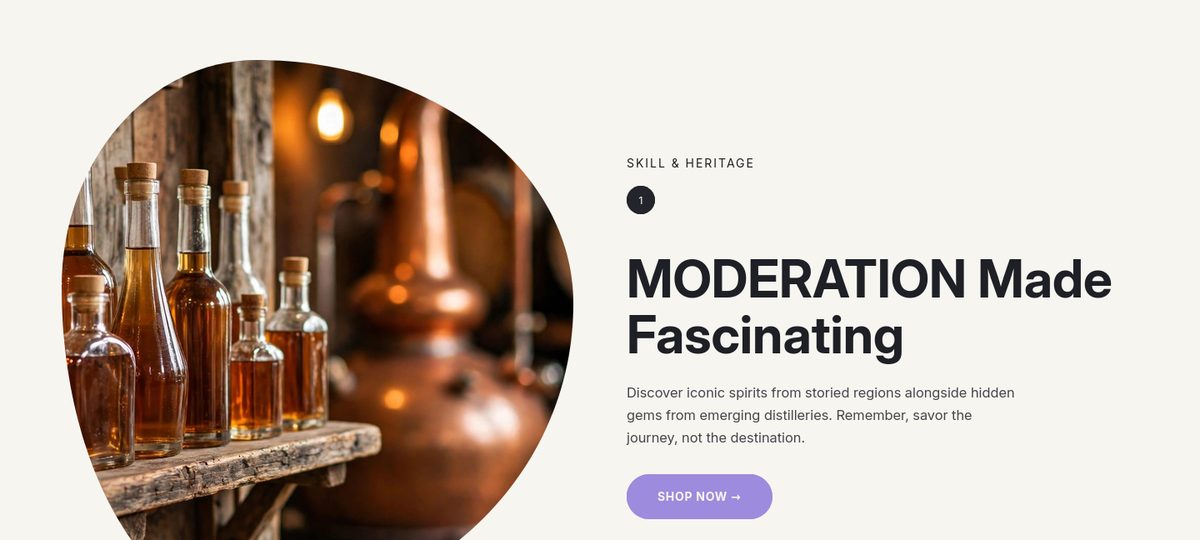 SKILL & HERITAGE
1
MODERATION Made
Fascinating
Discover iconic spirits from storied regions alongside hidden
gems from emerging distilleries. Remember, savor the
journey, not the destination.
SHOP NOW →